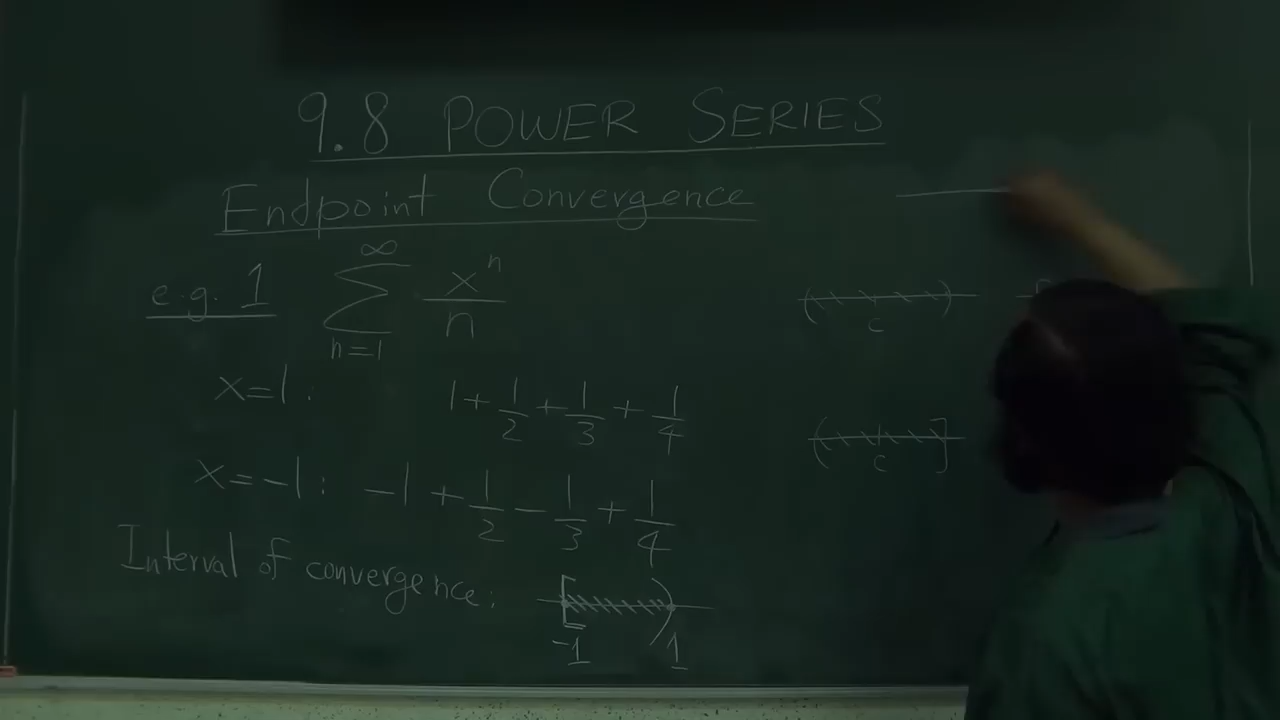 9.8 POWER SERIES
Endpoint Convergence
e.g. 1 ∑_{n=1}^{∞} x^n/n
x=1: 1+1/2+1/3+1/4
x=-1: -1+1/2-1/3+1/4
Interval of convergence: [ )
-1 1
( )
c
( ]
c